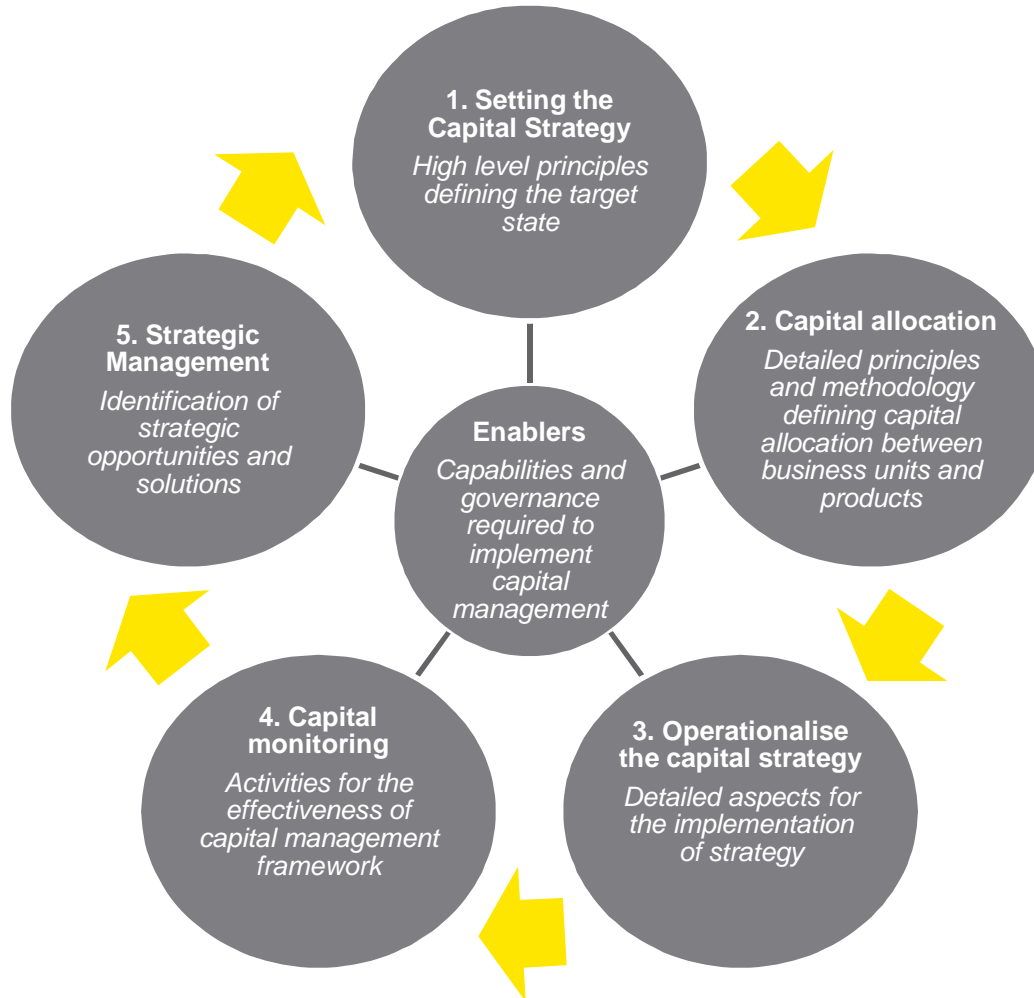 1. Setting the
Capital Strategy
High level principles
defining the target
state
2. Capital allocation
Detailed principles
and methodology
defining capital
allocation between
business units and
products
3. Operationalise
the capital strategy
Detailed aspects for
the implementation
of strategy
4. Capital
monitoring
Activities for the
effectiveness of
capital management
framework
5. Strategic
Management
Identification of
strategic
opportunities and
solutions
Enablers
Capabilities and
governance
required to
implement
capital
management